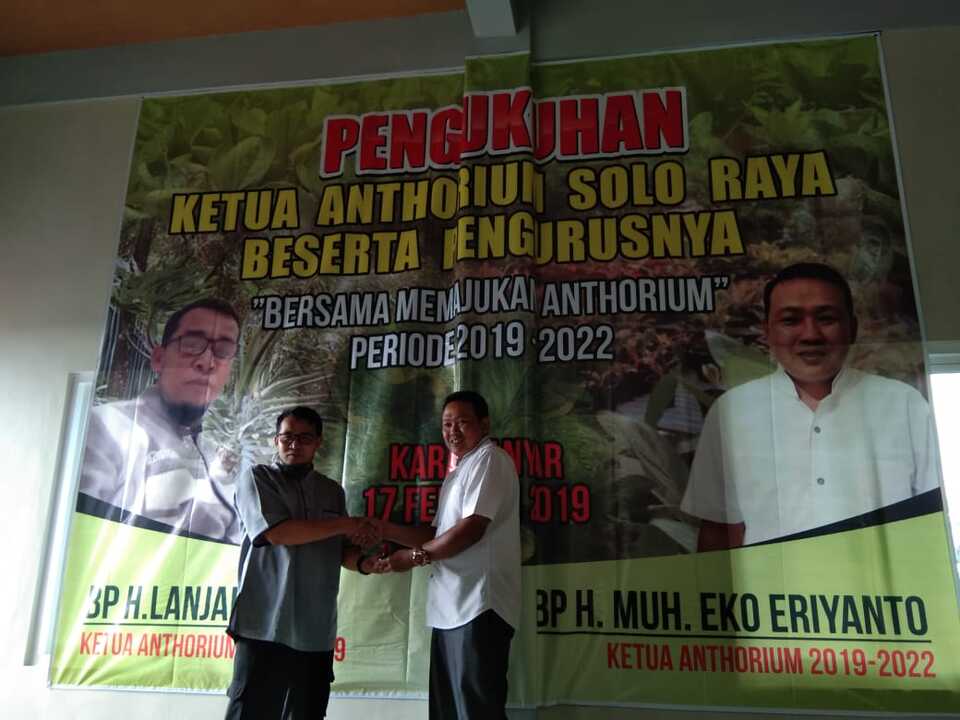 PENGUKUHAN
KETUA ANTHORIUM SOLO RAYA
BESERTA PENGURUSNYA
"BERSAMA MEMAJUKAN ANTHORIUM"
PERIODE 2019 - 2022
17 2019
BP H.
KETUA ANTHORIUM
BP H. MUH. EKO ERIYANTO
KETUA ANTHORIUM 2019-2022